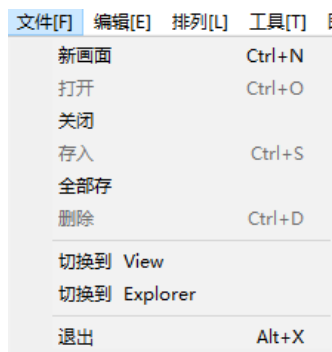 文件[F] 编辑[E] 排列[L] 工具[T]
新画面 Ctrl+N
打开 Ctrl+O
关闭
存入 Ctrl+S
全部存
删除 Ctrl+D
切换到 View
切换到 Explorer
退出 Alt+X